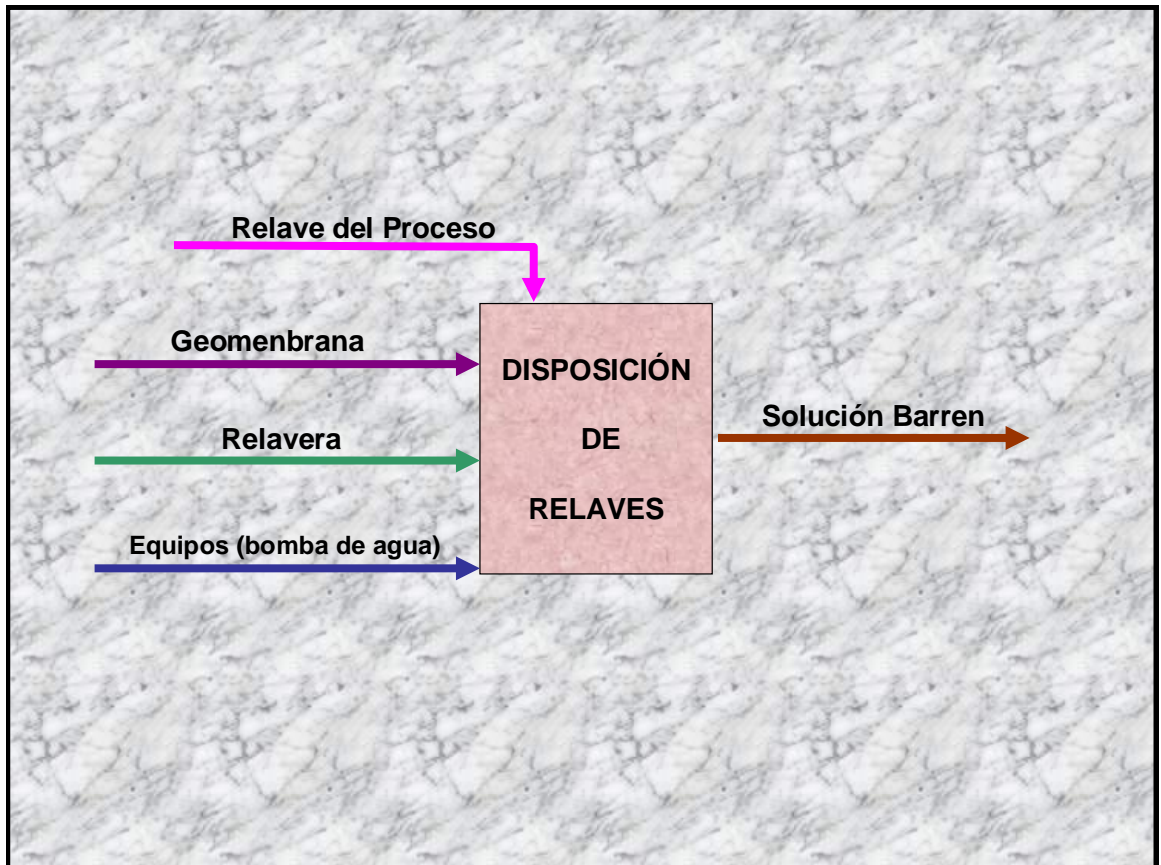 Relave del Proceso
Geomenbrana
Relavera
Equipos (bomba de agua)
DISPOSICIÓN
DE
RELAVES
Solución Barren